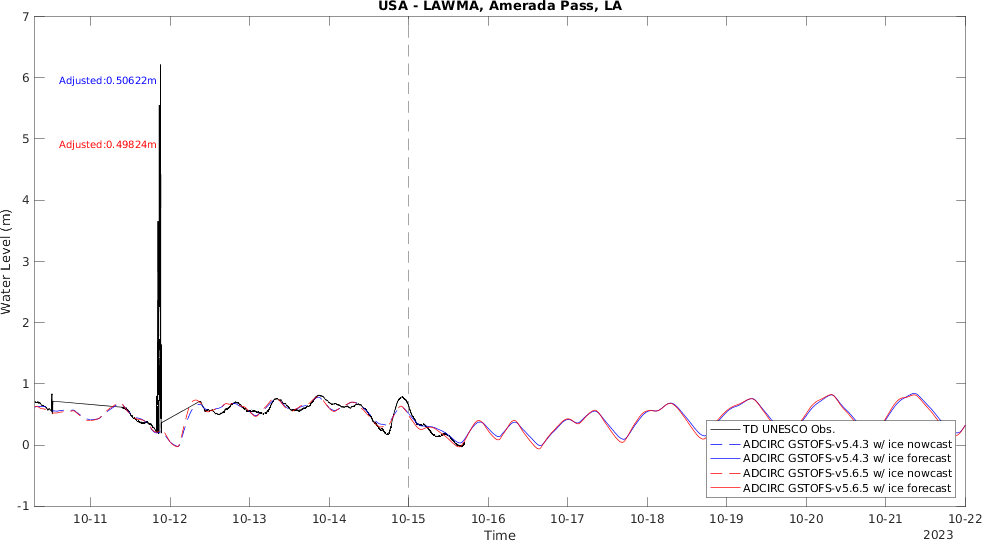 USA - LAWMA, Amerada Pass, LA
7
6
5
4
3
2
1
0
-1
Water Level (m)
Adjusted:0.50622m
Adjusted:0.49824m
TD UNESCO Obs.
ADCIRC GSTOFS-v5.4.3 w/ ice nowcast
ADCIRC GSTOFS-v5.4.3 w/ ice forecast
ADCIRC GSTOFS-v5.6.5 w/ ice nowcast
ADCIRC GSTOFS-v5.6.5 w/ ice forecast
10-11 10-12 10-13 10-14 10-15 10-16 10-17 10-18 10-19 10-20 10-21 10-22
Time
2023